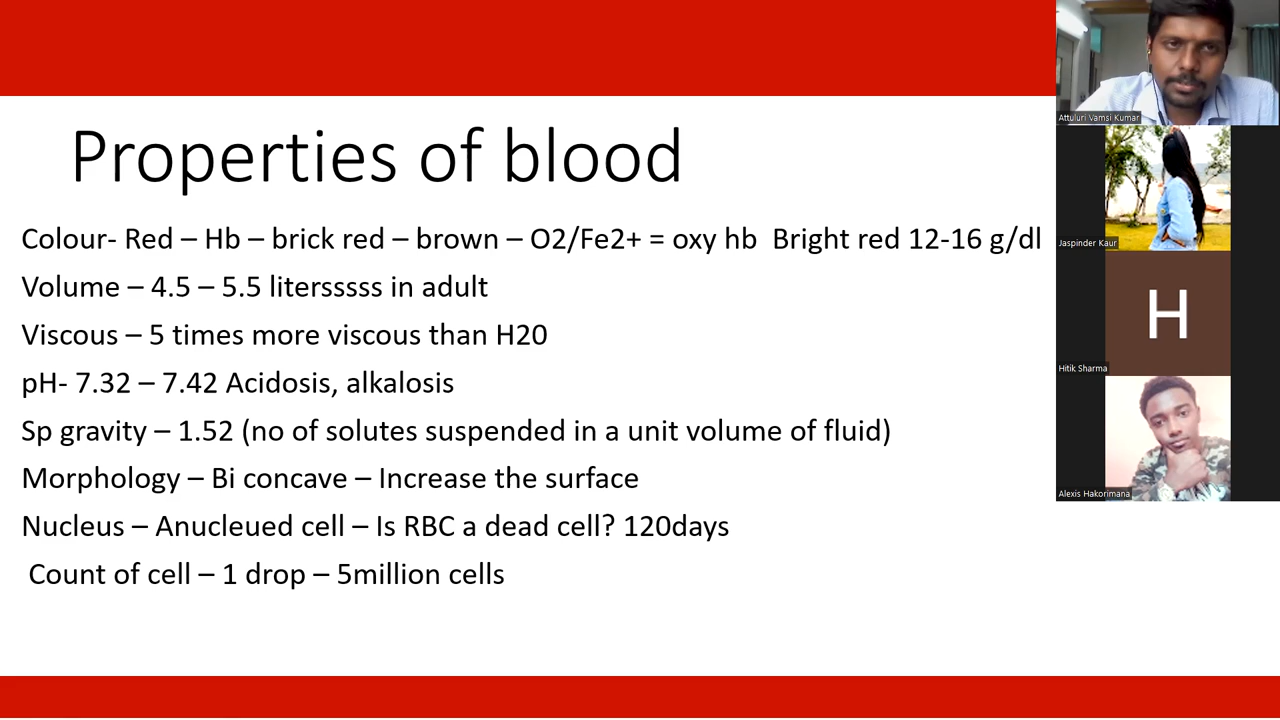 Properties of blood
Colour- Red – Hb – brick red – brown – O2/Fe2+ = oxy hb  Bright red 12-16 g/dl
Volume – 4.5 – 5.5 litersssss in adult
Viscous – 5 times more viscous than H20
pH- 7.32 – 7.42 Acidosis, alkalosis
Sp gravity – 1.52 (no of solutes suspended in a unit volume of fluid)
Morphology – Bi concave – Increase the surface
Nucleus – Anucleued cell – Is RBC a dead cell? 120days
Count of cell – 1 drop – 5million cells
Attuluri Vamsi Kumar
Jaspinder Kaur
H
Hitik Sharma
Alexis Hakorimana